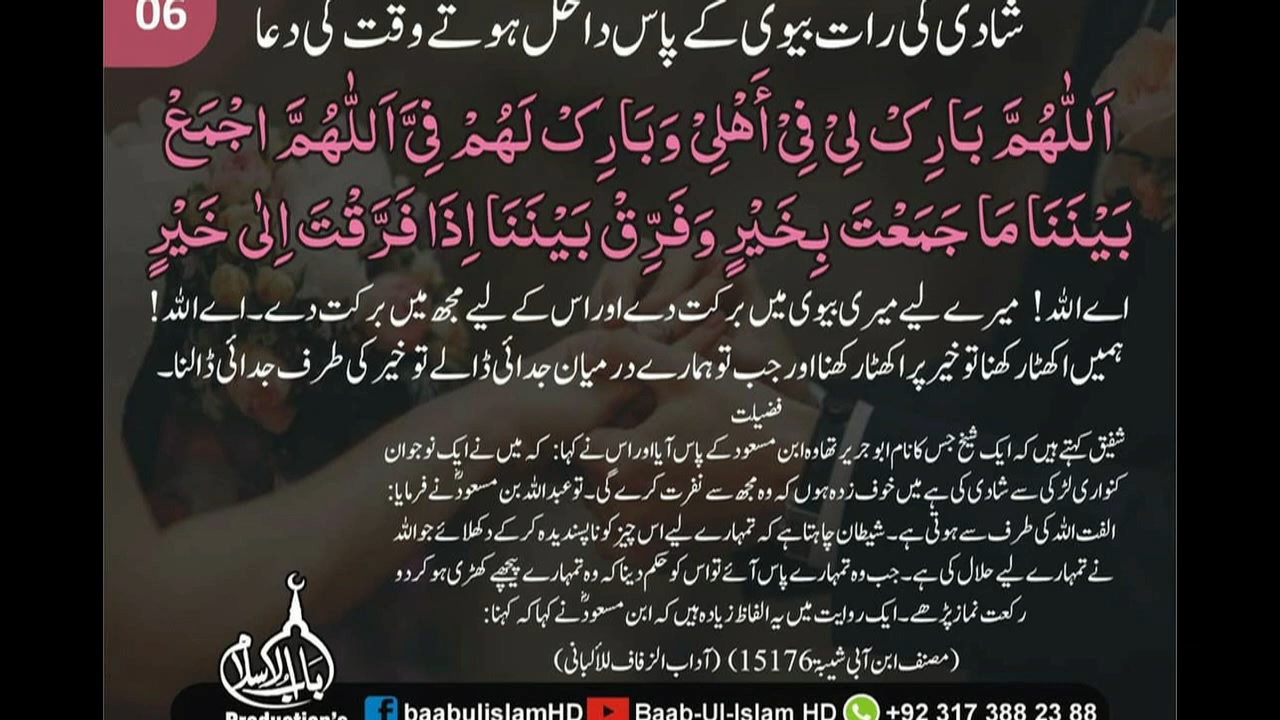 06
شادی کی رات بیوی کے پاس داخل ہوتے وقت کی دعا
اَللّٰهُمَّ بَارِكْ لِیْ فِیْ أَهْلِیْ وَبَارِكْ لَهُمْ فِیَّ اَللّٰهُمَّ اجْمَعْ
بَيْنَنَا مَا جَمَعْتَ بِخَيْرٍ وَفَرِّقْ بَيْنَنَا اِذَا فَرَّقْتَ اِلٰى خَيْرٍ
اے اللہ! میرے لیے میری بیوی میں برکت دے اور اس کے لیے مجھ میں برکت دے۔ اے اللہ!
ہمیں اکھٹا رکھنا تو خیر پر اکھٹا رکھنا اور جب تو ہمارے درمیان جدائی ڈالے تو خیر کی طرف جدائی ڈالنا۔
فضیلت
شفیق کہتے ہیں کہ ایک شیخ جس کا نام ابو جریر تھا وہ ابن مسعود کے پاس آیا اور اس نے کہا: کہ میں نے ایک نوجوان
کنواری لڑکی سے شادی کی ہے میں خوف زدہ ہوں کہ وہ مجھ سے نفرت کرے گی۔ تو عبداللہ بن مسعودؓ نے فرمایا:
الفت اللہ کی طرف سے ہوتی ہے۔ شیطان چاہتا ہے کہ تمہارے لیے اس چیز کو ناپسندیدہ کر کے دکھلائے جو اللہ
نے تمہارے لیے حلال کی ہے۔ جب وہ تمہارے پاس آئے تو اس کو حکم دینا کہ وہ تمہارے پیچھے کھڑی ہو کر دو
رکعت نماز پڑھے۔ ایک روایت میں یہ الفاظ زیادہ ہیں کہ ابن مسعودؓ نے کہا کہ کہنا:
(مصنف ابن آبی شیبۃ 15176) (آداب الزفاف للألبانی)
باب الاسلام
Production's
baabulislamHD
Baab-Ul-Islam HD
+92 317 388 23 88